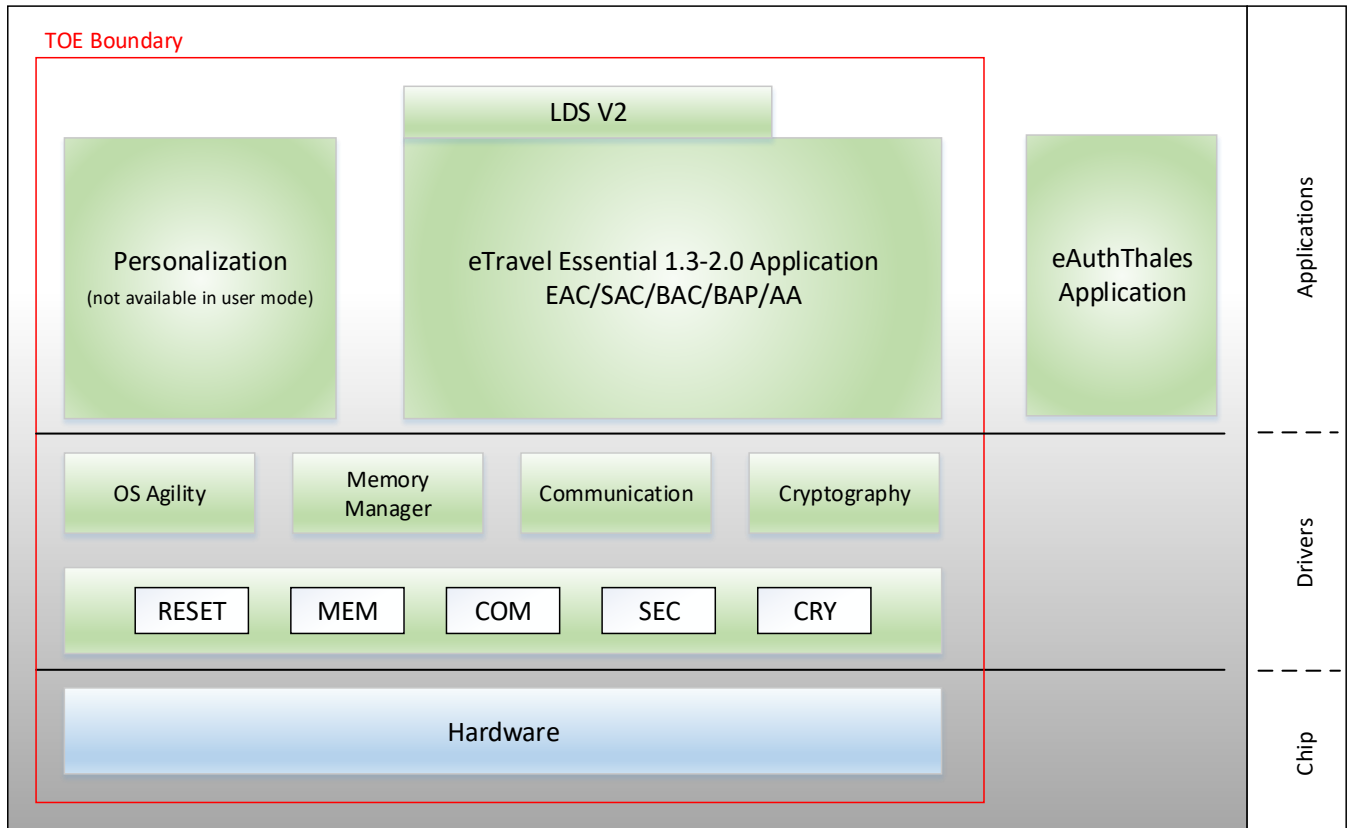 TOE Boundary
LDS V2
Personalization
(not available in user mode)
eTravel Essential 1.3-2.0 Application
EAC/SAC/BAC/BAP/AA
eAuthThales
Application
Applications
OS Agility
Memory
Manager
Communication
Cryptography
RESET
MEM
COM
SEC
CRY
Drivers
Hardware
Chip